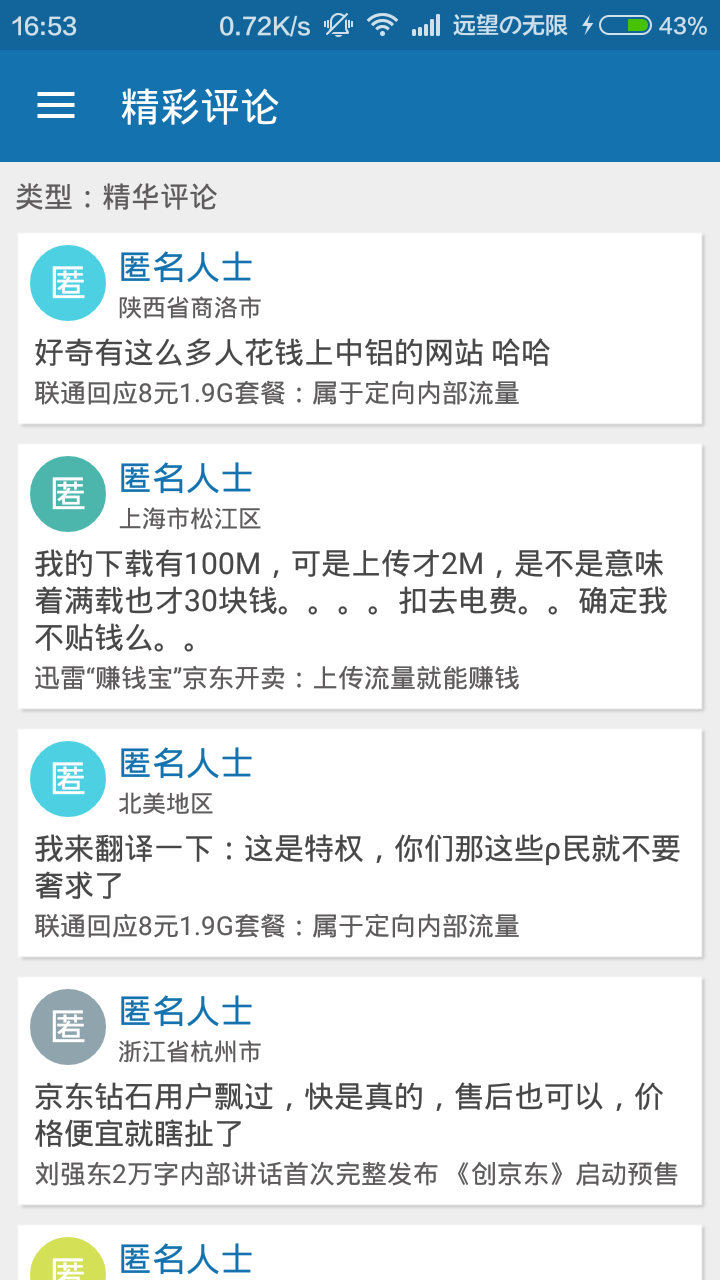 16:53 0.72K/s 远望の无限 43%
精彩评论
类型：精华评论
匿 匿名人士
陕西省商洛市
好奇有这么多人花钱上中铝的网站 哈哈
联通回应8元1.9G套餐：属于定向内部流量
匿 匿名人士
上海市松江区
我的下载有100M，可是上传才2M，是不是意味
着满载也才30块钱。。。。扣去电费。。确定我
不贴钱么。。
迅雷“赚钱宝”京东开卖：上传流量就能赚钱
匿 匿名人士
北美地区
我来翻译一下：这是特权，你们那这些ρ民就不要
奢求了
联通回应8元1.9G套餐：属于定向内部流量
匿 匿名人士
浙江省杭州市
京东钻石用户飘过，快是真的，售后也可以，价
格便宜就瞎扯了
刘强东2万字内部讲话首次完整发布 《创京东》启动预售
匿 匿名人士